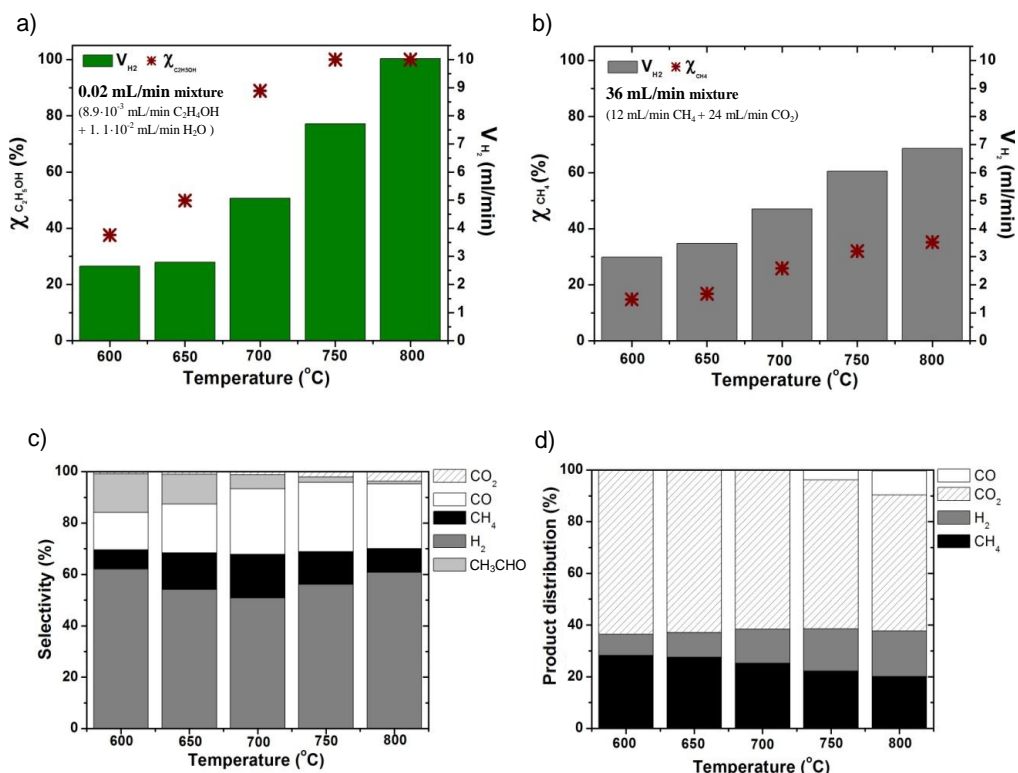 a)
V_H2 χ_C2H5OH
0.02 mL/min mixture
(8.9·10⁻³ mL/min C₂H₄OH
+ 1. 1·10⁻² mL/min H₂O )
χ C₂H₅OH (%)
100
80
60
40
20
0
10
9
8
7
6
5
4
3
2
1
0
V H₂ (ml/min)
600 650 700 750 800
Temperature (°C)
b)
V_H2 χ_CH4
36 mL/min mixture
(12 mL/min CH₄ + 24 mL/min CO₂)
χ CH₄ (%)
100
80
60
40
20
0
10
9
8
7
6
5
4
3
2
1
0
V H₂ (ml/min)
600 650 700 750 800
Temperature (°C)
c)
Selectivity (%)
100
80
60
40
20
0
CO₂
CO
CH₄
H₂
CH₃CHO
600 650 700 750 800
Temperature (°C)
d)
Product distribution (%)
100
80
60
40
20
0
CO
CO₂
H₂
CH₄
600 650 700 750 800
Temperature (°C)